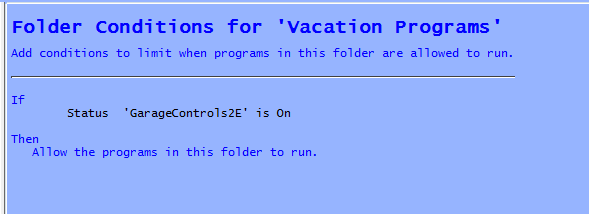 Folder Conditions for 'Vacation Programs'
Add conditions to limit when programs in this folder are allowed to run.
If
Status 'GarageControls2E' is On
Then
Allow the programs in this folder to run.